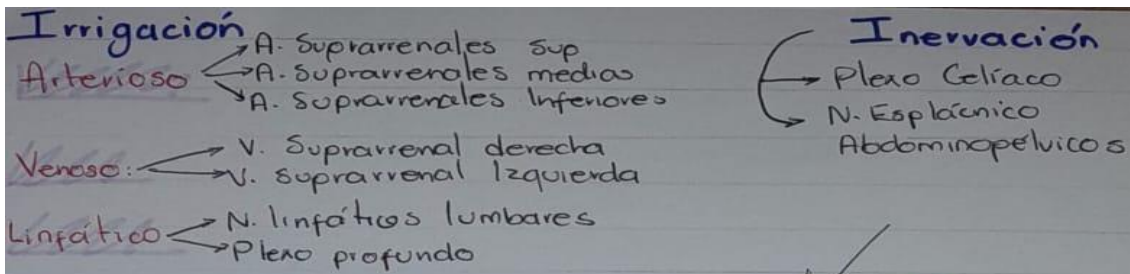 Irrigación
Arterioso
A. Suprarrenales Sup
A. Suprarrenales medias
A. Suprarrenales Inferiores
Venoso:
V. Suprarrenal derecha
V. Suprarrenal Izquierda
Linfático
N. linfáticos lumbares
Plexo profundo
Inervación
Plexo Celíaco
N. Esplácnico
Abdominopélvicos